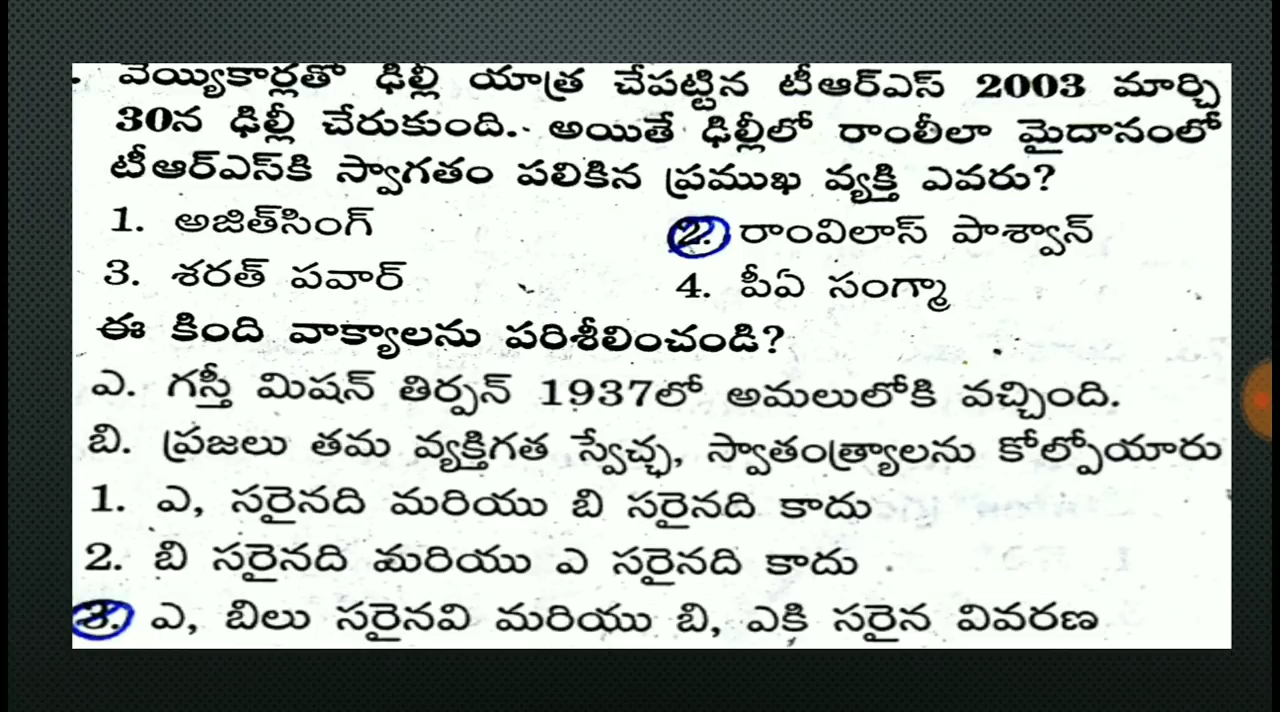 . వెయ్యికార్లతో ఢిల్లీ యాత్ర చేపట్టిన టీఆర్ఎస్ 2003 మార్చి
30న ఢిల్లీ చేరుకుంది. అయితే ఢిల్లీలో రాంలీలా మైదానంలో
టీఆర్ఎస్‌కి స్వాగతం పలికిన ప్రముఖ వ్యక్తి ఎవరు?
1. అజిత్‌సింగ్ 2. రాంవిలాస్ పాశ్వాన్
3. శరత్ పవార్ 4. పీఏ సంగ్మా
ఈ కింది వాక్యాలను పరిశీలించండి?
ఎ. గస్తీ మిషన్ తిర్పన్ 1937లో అమలులోకి వచ్చింది.
బి. ప్రజలు తమ వ్యక్తిగత స్వేచ్ఛ, స్వాతంత్ర్యాలను కోల్పోయారు
1. ఎ, సరైనది మరియు బి సరైనది కాదు
2. బి సరైనది మరియు ఎ సరైనది కాదు
3. ఎ, బిలు సరైనవి మరియు బి, ఎకి సరైన వివరణ